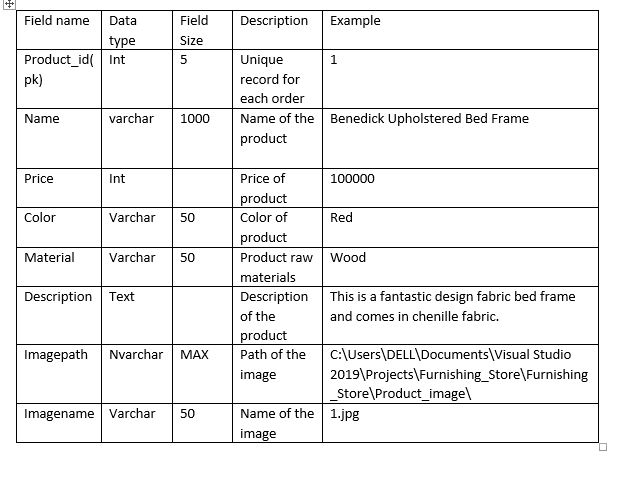 Field name Data type Field Size Description Example
Product_id(pk) Int 5 Unique record for each order 1
Name varchar 1000 Name of the product Benedick Upholstered Bed Frame
Price Int Price of product 100000
Color Varchar 50 Color of product Red
Material Varchar 50 Product raw materials Wood
Description Text Description of the product This is a fantastic design fabric bed frame and comes in chenille fabric.
Imagepath Nvarchar MAX Path of the image C:\Users\DELL\Documents\Visual Studio 2019\Projects\Furnishing_Store\Furnishing_Store\Product_image\
Imagename Varchar 50 Name of the image 1.jpg